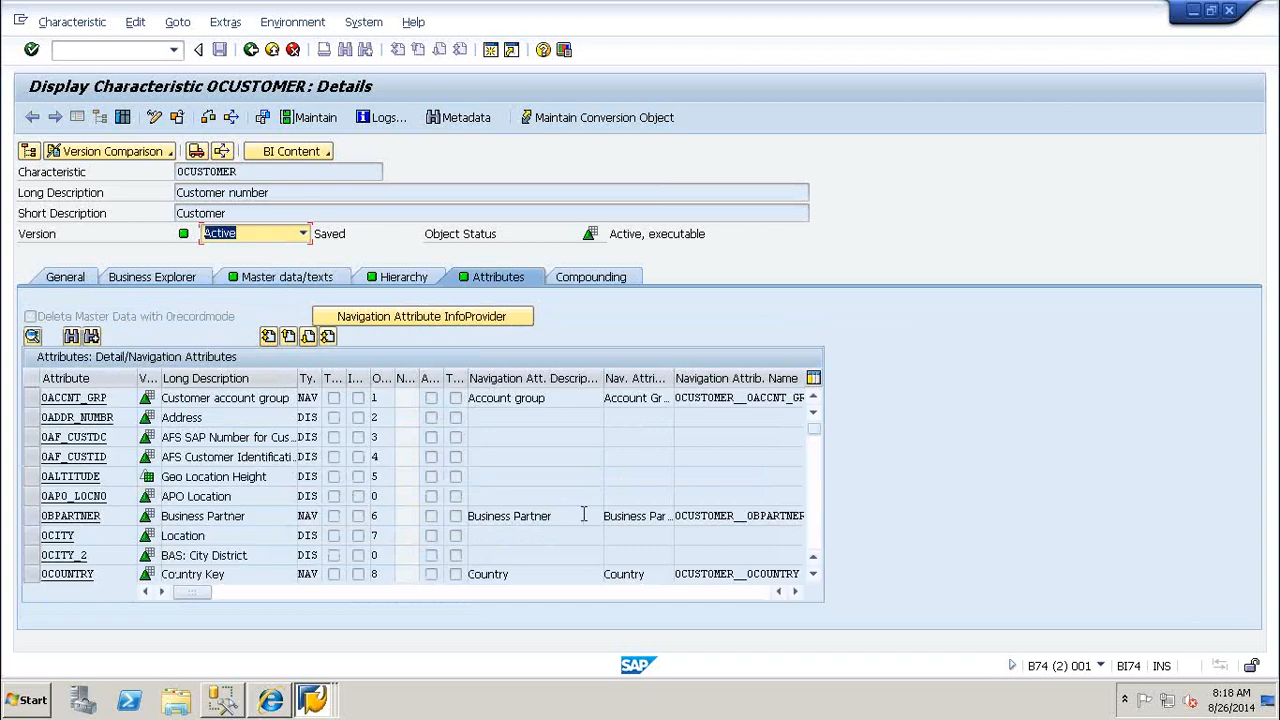 Characteristic Edit Goto Extras Environment System Help
Display Characteristic 0CUSTOMER: Details
Maintain Logs... Metadata Maintain Conversion Object
Version Comparison BI Content
Characteristic 0CUSTOMER
Long Description Customer number
Short Description Customer
Version Active Saved Object Status Active, executable
General Business Explorer Master data/texts Hierarchy Attributes Compounding
Delete Master Data with 0recordmode Navigation Attribute InfoProvider
Attributes: Detail/Navigation Attributes
Attribute V... Long Description Ty. T... I... O... N... A... T... Navigation Att. Descrip... Nav. Attri... Navigation Attrib. Name
0ACCNT_GRP Customer account group NAV 1 Account group Account Gr... 0CUSTOMER__0ACCNT_GR
0ADDR_NUMBR Address DIS 2
0AF_CUSTDC AFS SAP Number for Cus... DIS 3
0AF_CUSTID AFS Customer Identificati... DIS 4
0ALTITUDE Geo Location Height DIS 5
0APO_LOCNO APO Location DIS 0
0BPARTNER Business Partner NAV 6 Business Partner Business Par... 0CUSTOMER__0BPARTNER
0CITY Location DIS 7
0CITY_2 BAS: City District DIS 0
0COUNTRY Country Key NAV 8 Country Country 0CUSTOMER__0COUNTRY
SAP B74 (2) 001 BI74 INS
Start 8:18 AM
8/26/2014